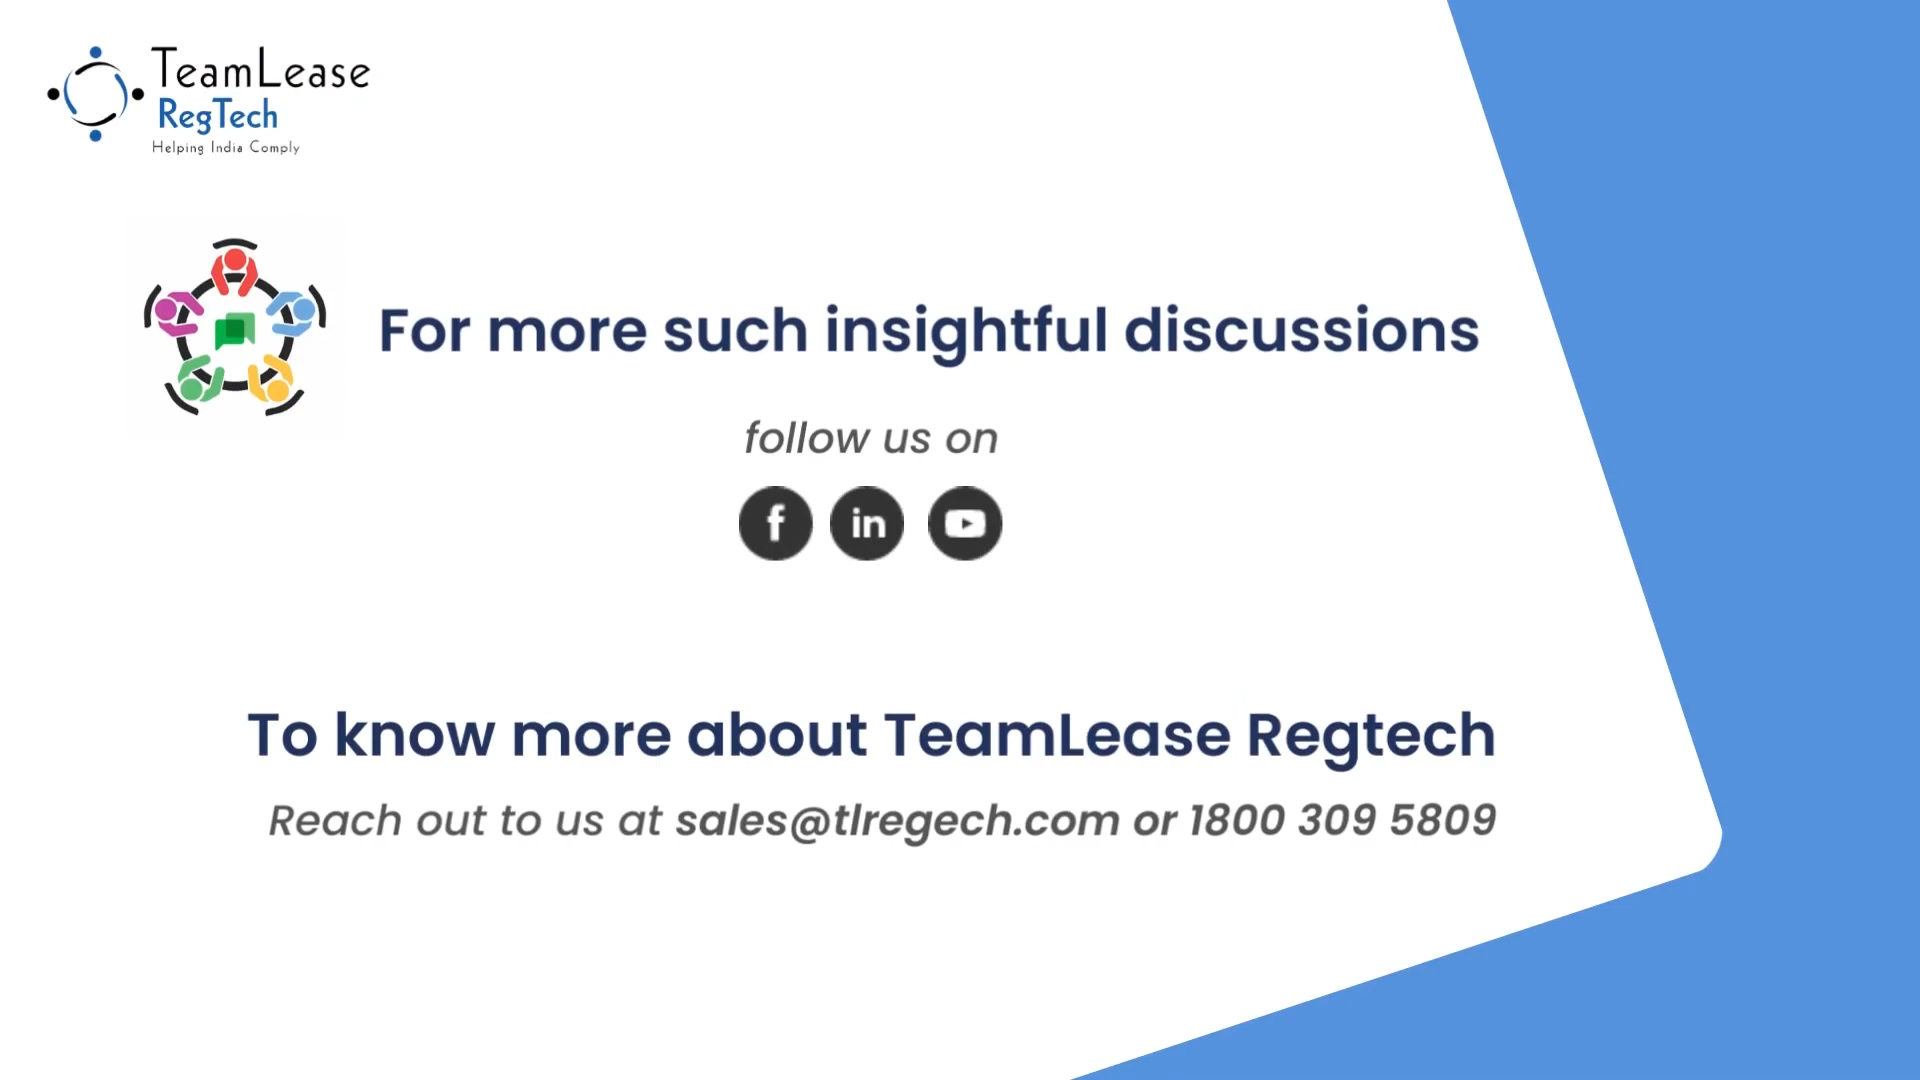 TeamLease
RegTech
Helping India Comply
For more such insightful discussions
follow us on
f in
To know more about TeamLease Regtech
Reach out to us at sales@tlregech.com or 1800 309 5809